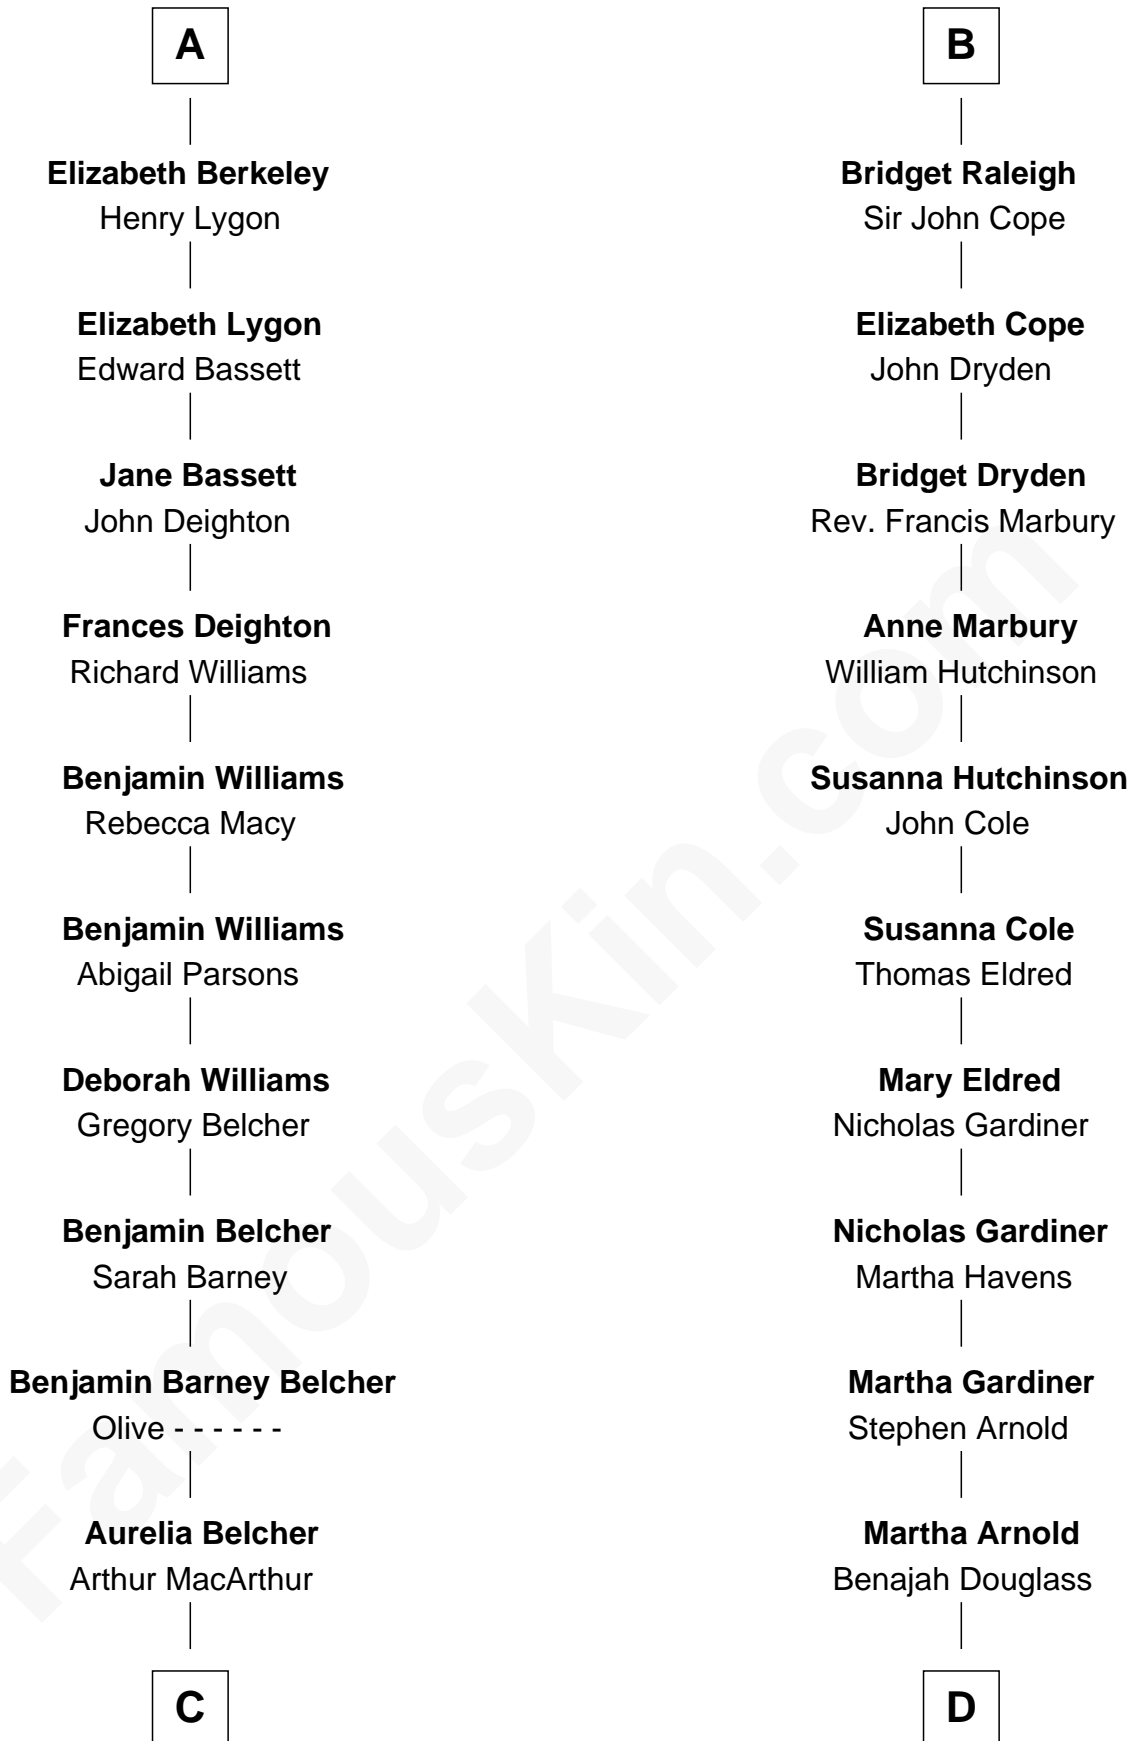 A
Elizabeth Berkeley
Henry Lygon
Elizabeth Lygon
Edward Bassett
Jane Bassett
John Deighton
Frances Deighton
Richard Williams
Benjamin Williams
Rebecca Macy
Benjamin Williams
Abigail Parsons
Deborah Williams
Gregory Belcher
Benjamin Belcher
Sarah Barney
Benjamin Barney Belcher
Olive - - - - - -
Aurelia Belcher
Arthur MacArthur
C
B
Bridget Raleigh
Sir John Cope
Elizabeth Cope
John Dryden
Bridget Dryden
Rev. Francis Marbury
Anne Marbury
William Hutchinson
Susanna Hutchinson
John Cole
Susanna Cole
Thomas Eldred
Mary Eldred
Nicholas Gardiner
Nicholas Gardiner
Martha Havens
Martha Gardiner
Stephen Arnold
Martha Arnold
Benajah Douglass
D
FamousKin.com